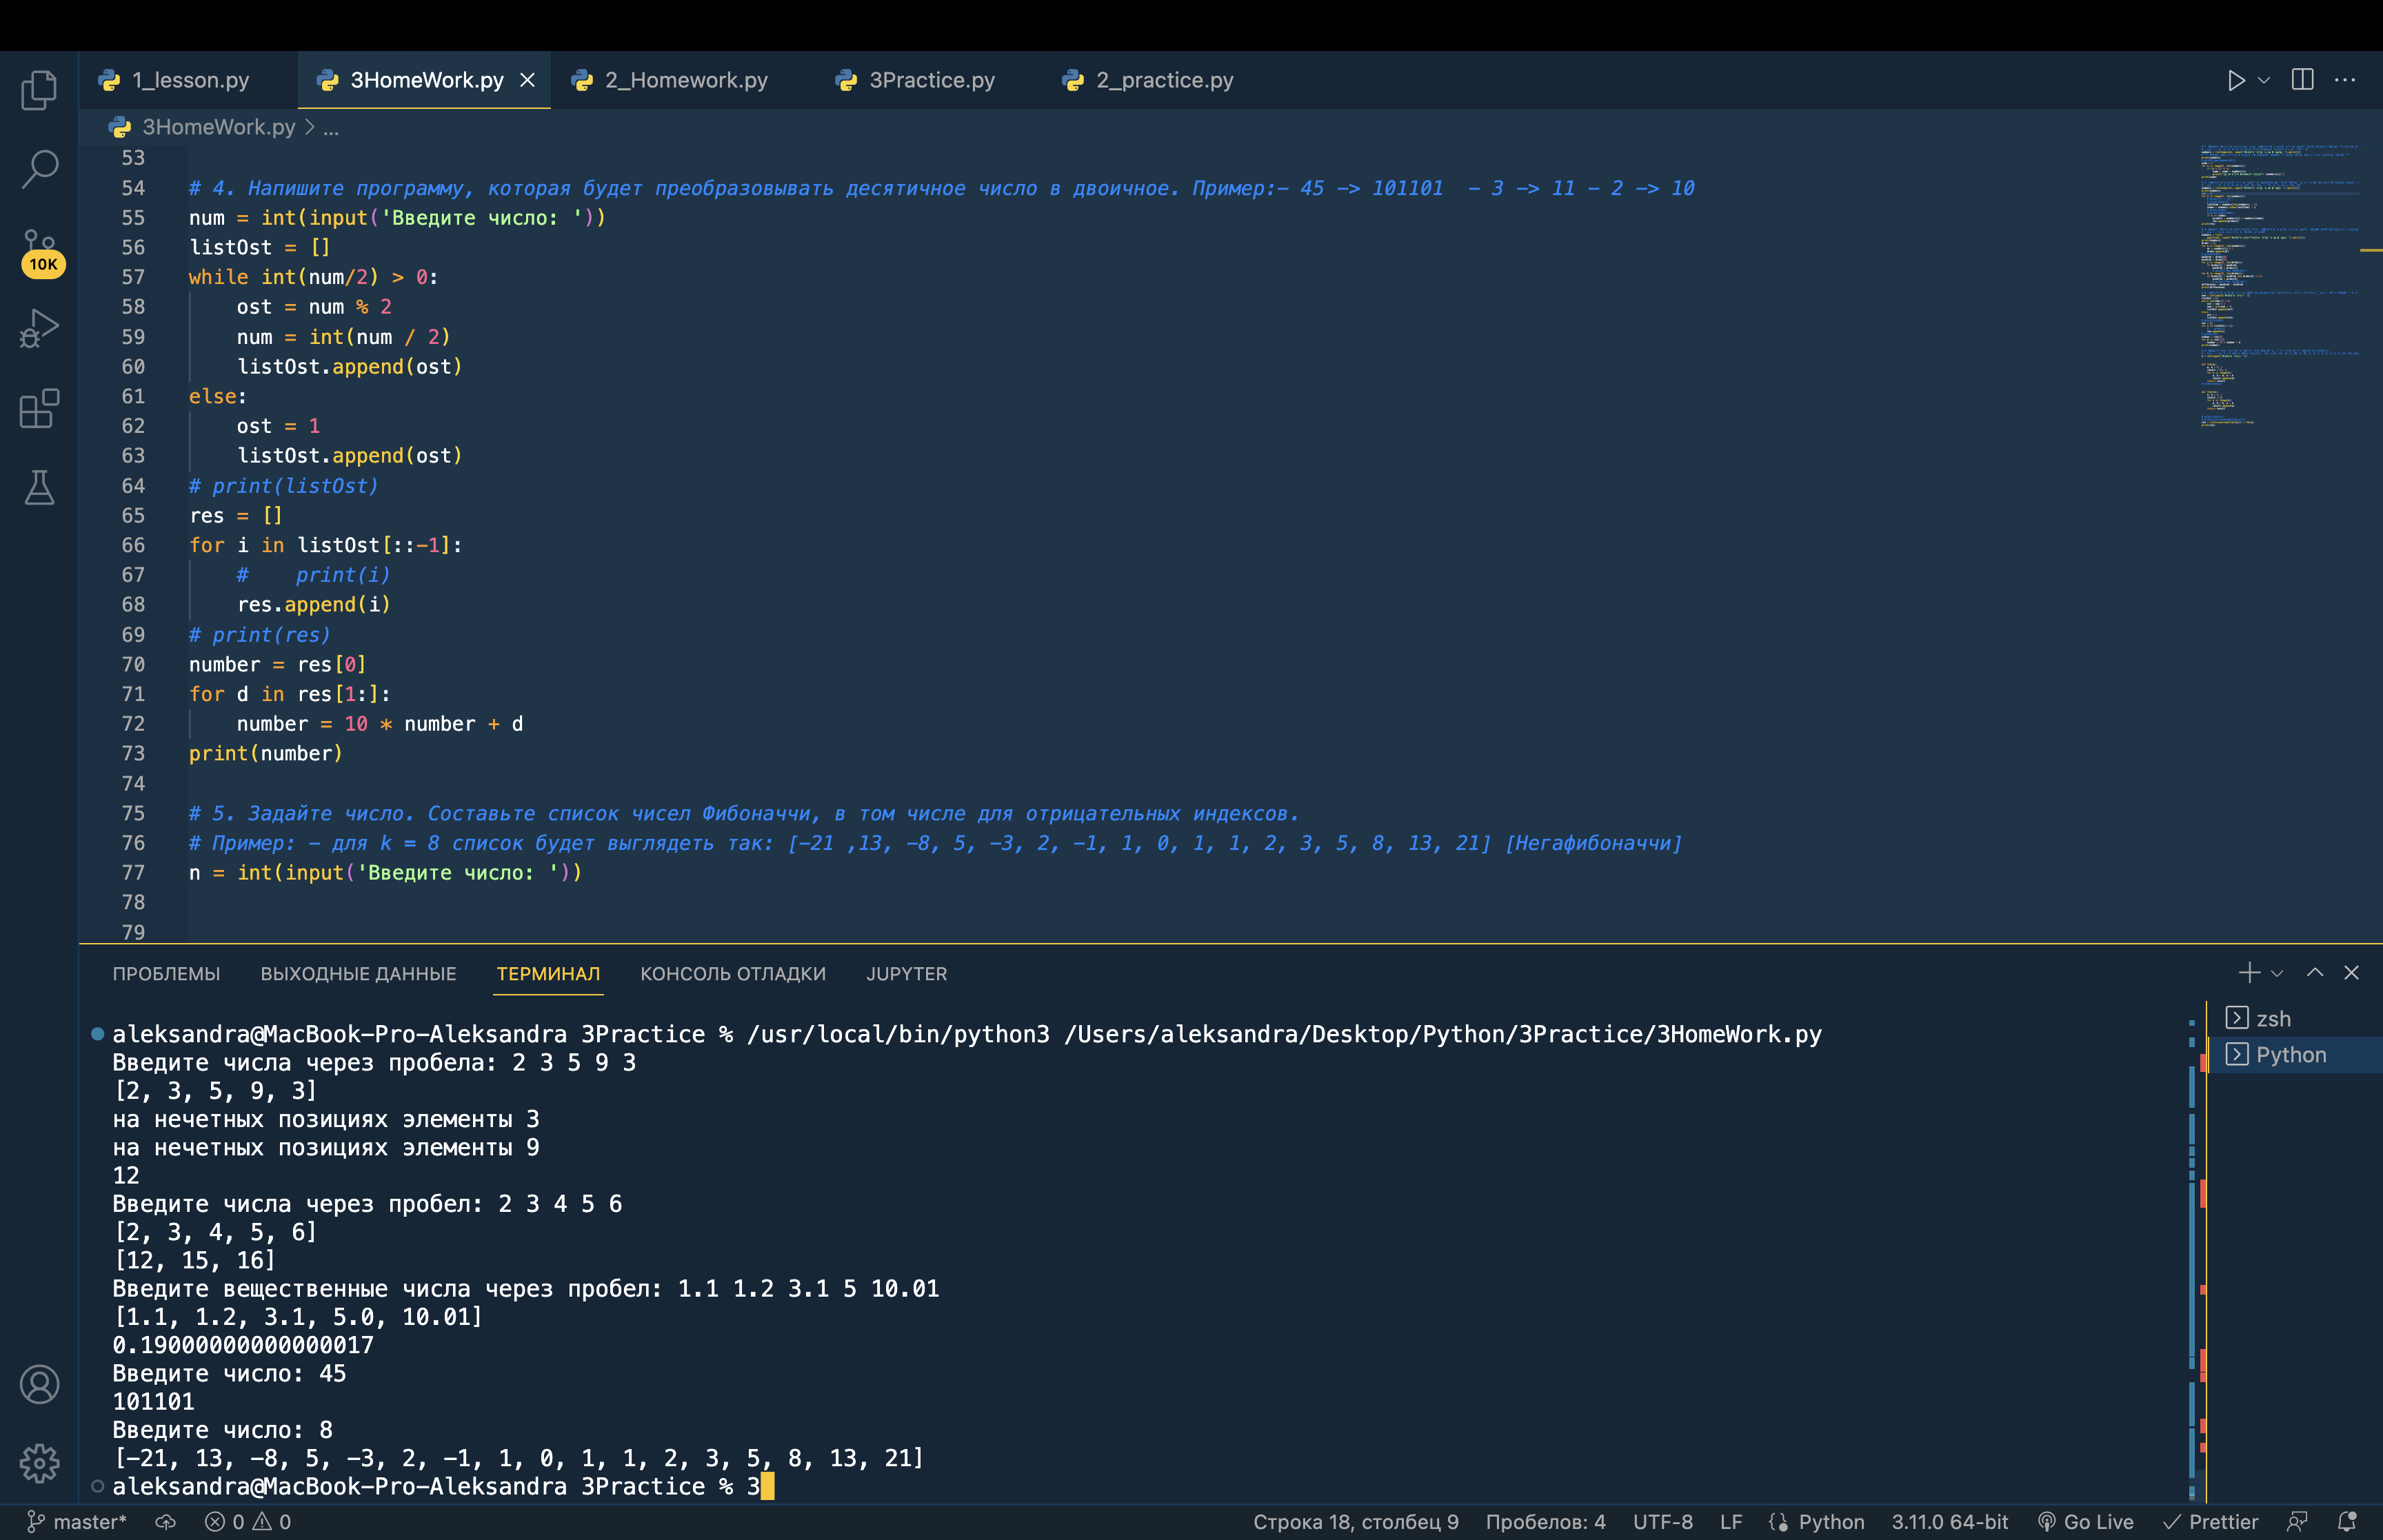 1_lesson.py
3HomeWork.py
2_Homework.py
3Practice.py
2_practice.py
3HomeWork.py > ...
10K
53
54 # 4. Напишите программу, которая будет преобразовывать десятичное число в двоичное. Пример:- 45 -> 101101  - 3 -> 11 - 2 -> 10
55 num = int(input('Введите число: '))
56 listOst = []
57 while int(num/2) > 0:
58     ost = num % 2
59     num = int(num / 2)
60     listOst.append(ost)
61 else:
62     ost = 1
63     listOst.append(ost)
64 # print(listOst)
65 res = []
66 for i in listOst[::-1]:
67     #    print(i)
68     res.append(i)
69 # print(res)
70 number = res[0]
71 for d in res[1:]:
72     number = 10 * number + d
73 print(number)
74
75 # 5. Задайте число. Составьте список чисел Фибоначчи, в том числе для отрицательных индексов.
76 # Пример: - для k = 8 список будет выглядеть так: [-21 ,13, -8, 5, -3, 2, -1, 1, 0, 1, 1, 2, 3, 5, 8, 13, 21] [Негафибоначчи]
77 n = int(input('Введите число: '))
78
79
ПРОБЛЕМЫ ВЫХОДНЫЕ ДАННЫЕ ТЕРМИНАЛ КОНСОЛЬ ОТЛАДКИ JUPYTER
aleksandra@MacBook-Pro-Aleksandra 3Practice % /usr/local/bin/python3 /Users/aleksandra/Desktop/Python/3Practice/3HomeWork.py
Введите числа через пробела: 2 3 5 9 3
[2, 3, 5, 9, 3]
на нечетных позициях элементы 3
на нечетных позициях элементы 9
12
Введите числа через пробел: 2 3 4 5 6
[2, 3, 4, 5, 6]
[12, 15, 16]
Введите вещественные числа через пробел: 1.1 1.2 3.1 5 10.01
[1.1, 1.2, 3.1, 5.0, 10.01]
0.19000000000000017
Введите число: 45
101101
Введите число: 8
[-21, 13, -8, 5, -3, 2, -1, 1, 0, 1, 1, 2, 3, 5, 8, 13, 21]
aleksandra@MacBook-Pro-Aleksandra 3Practice % 3
zsh
Python
master* 0 0 Строка 18, столбец 9 Пробелов: 4 UTF-8 LF Python 3.11.0 64-bit Go Live Prettier